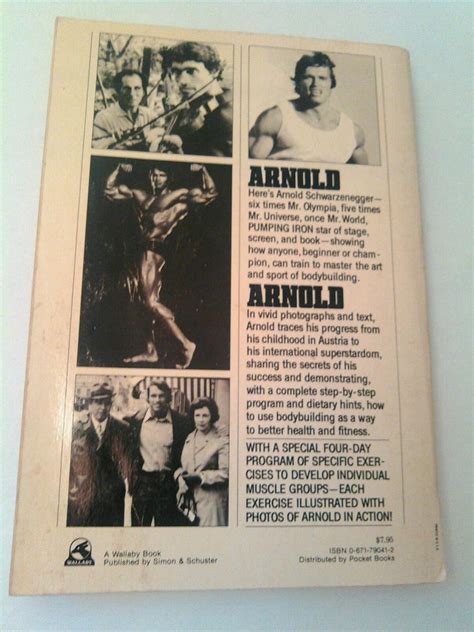 ARNOLD
Here's Arnold Schwarzenegger—
six times Mr. Olympia, five times
Mr. Universe, once Mr. World,
PUMPING IRON star of stage,
screen, and book—showing
how anyone, beginner or cham-
pion, can train to master the art
and sport of bodybuilding.
ARNOLD
In vivid photographs and text,
Arnold traces his progress from
his childhood in Austria to
his international superstardom,
sharing the secrets of his
success and demonstrating,
with a complete step-by-step
program and dietary hints, how
to use bodybuilding as a way
to better health and fitness.
WITH A SPECIAL FOUR-DAY
PROGRAM OF SPECIFIC EXER-
CISES TO DEVELOP INDIVIDUAL
MUSCLE GROUPS—EACH
EXERCISE ILLUSTRATED WITH
PHOTOS OF ARNOLD IN ACTION!
WALLABY
A Wallaby Book
Published by Simon & Schuster
$7.95
ISBN 0-671-79041-2
Distributed by Pocket Books